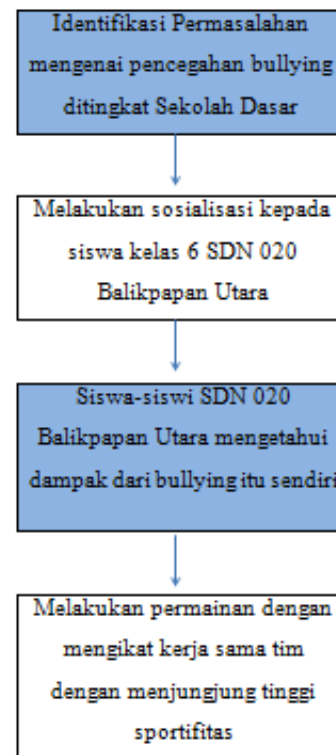 Identifikasi Permasalahan
mengenai pencegahan bullying
ditingkat Sekolah Dasar
Melakukan sosialisasi kepada
siswa kelas 6 SDN 020
Balikpapan Utara
Siswa-siswi SDN 020
Balikpapan Utara mengetahui
dampak dari bullying itu sendiri
Melakukan permainan dengan
mengikat kerja sama tim
dengan menjungjung tinggi
sportifitas